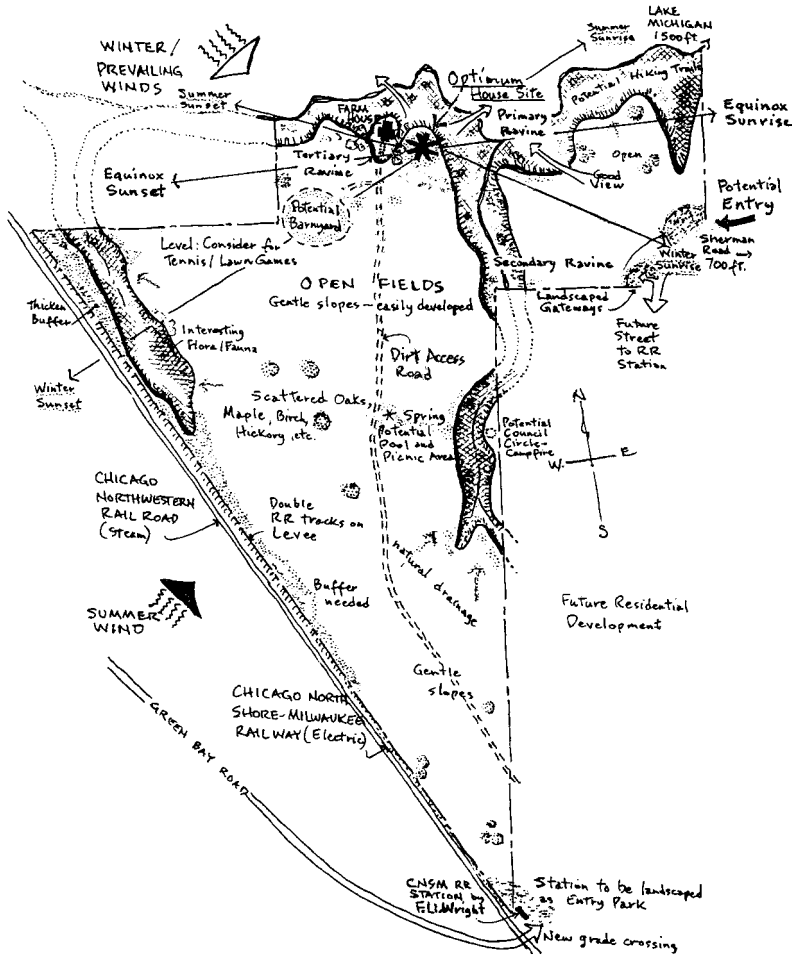 LAKE
MICHIGAN
1500ft
WINTER/
PREVAILING
WINDS
Summer
Sunrise
Summer
Sunset
Optimum
House Site
Potential Hiking Trails
FARM
HOUSE
Primary
Ravine
Equinox
Sunrise
Tertiary
Ravine
Open
Good
View
Equinox
Sunset
Potential
Barnyard
Potential
Entry
Sherman
Road →
700ft.
Winter
Sunrise
Level: Consider for
Tennis/Lawn Games
Secondary Ravine
OPEN FIELDS
Gentle slopes - easily developed
Landscaped
Gateways
Future
Street
to RR
Station
Thicken
Buffer
Interesting
Flora/Fauna
Dirt Access
Road
Winter
Sunset
Scattered Oaks,
Maple, Birch,
Hickory, etc.
Spring
Potential
Pool and
Picnic Area
Potential
Council
Circle-
Campfire
N
W
E
S
CHICAGO
NORTHWESTERN
RAIL ROAD
(Steam)
Double
RR tracks on
Levee
natural drainage
Buffer
needed
SUMMER
WIND
Future Residential
Development
Gentle
slopes
CHICAGO NORTH
SHORE-MILWAUKEE
RAILWAY (Electric)
GREEN BAY ROAD
CNSM RR
STATION by
F.Ll.Wright
Station to be landscaped
as Entry Park
New grade crossing